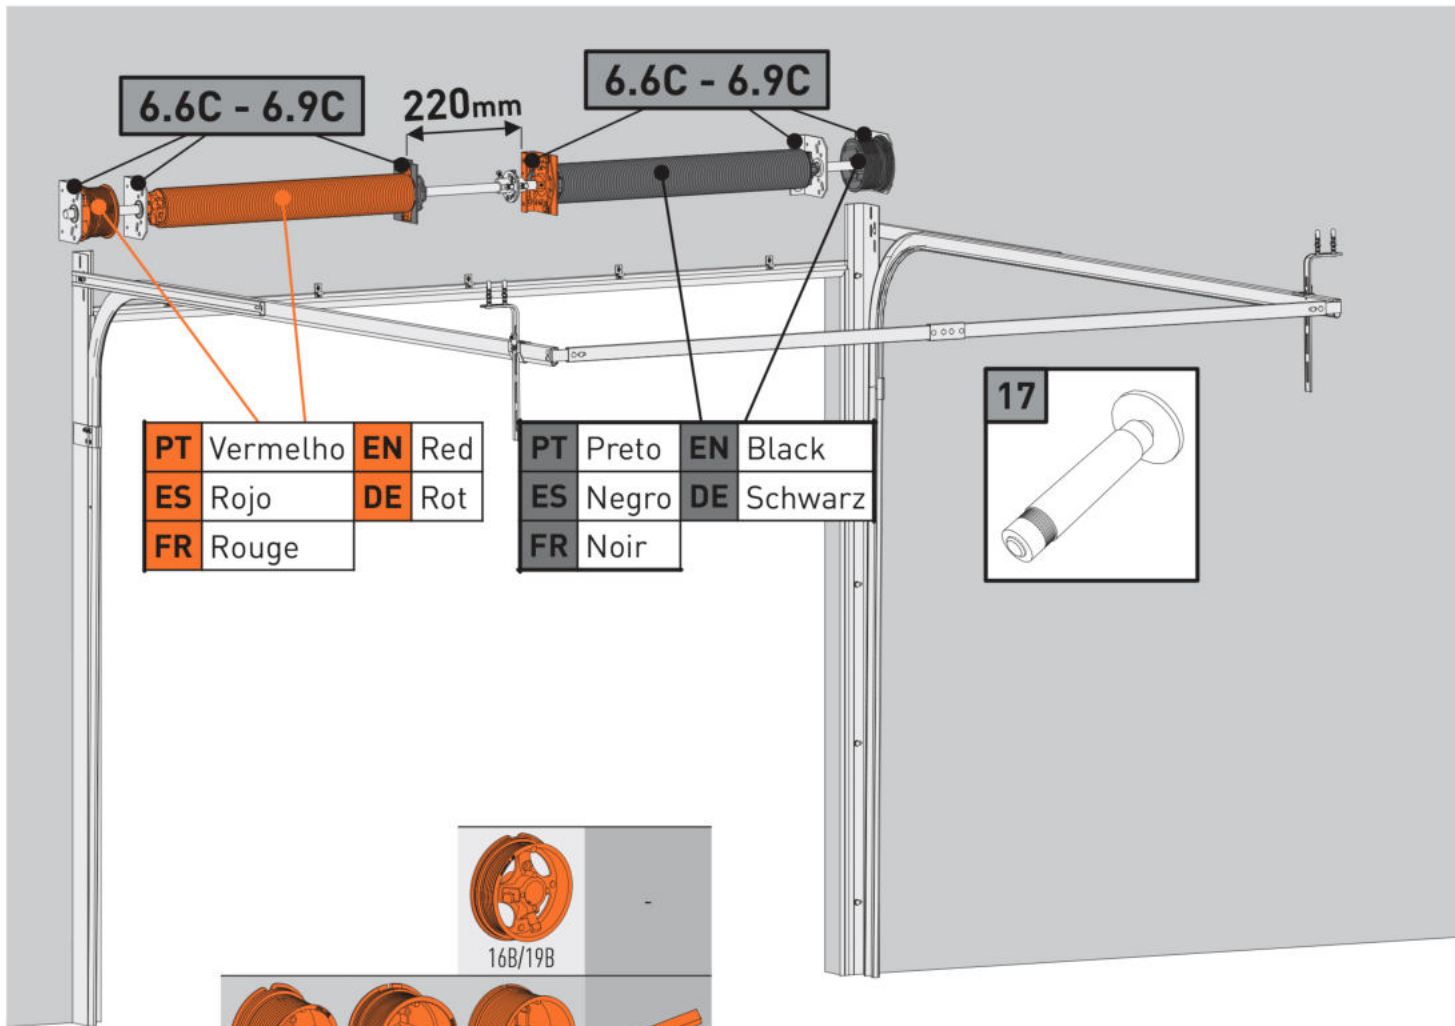 6.6C - 6.9C
220mm
6.6C - 6.9C
17
PT Vermelho EN Red
ES Rojo DE Rot
FR Rouge
PT Preto EN Black
ES Negro DE Schwarz
FR Noir
-
16B/19B